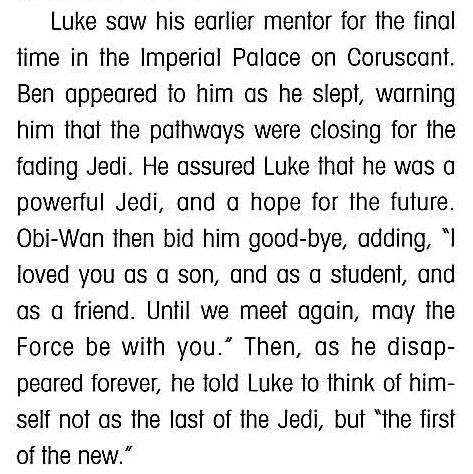 Luke saw his earlier mentor for the final
time in the Imperial Palace on Coruscant.
Ben appeared to him as he slept, warning
him that the pathways were closing for the
fading Jedi. He assured Luke that he was a
powerful Jedi, and a hope for the future.
Obi-Wan then bid him good-bye, adding, "I
loved you as a son, and as a student, and
as a friend. Until we meet again, may the
Force be with you." Then, as he disap-
peared forever, he told Luke to think of him-
self not as the last of the Jedi, but "the first
of the new."